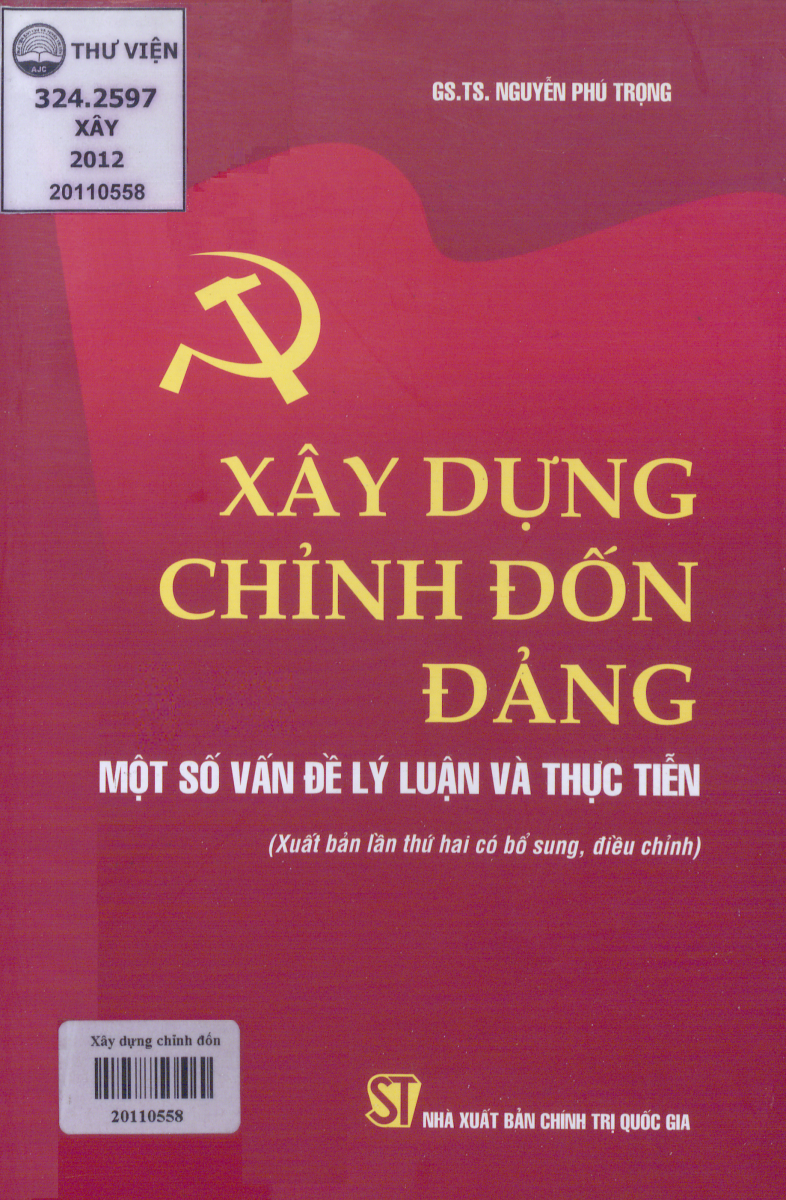 AJC
THƯ VIỆN
324.2597
XÂY
2012
20110558
GS.TS. NGUYỄN PHÚ TRỌNG
XÂY DỰNG
CHỈNH ĐỐN
ĐẢNG
MỘT SỐ VẤN ĐỀ LÝ LUẬN VÀ THỰC TIỄN
(Xuất bản lần thứ hai có bổ sung, điều chỉnh)
Xây dựng chỉnh đốn
20110558
ST
NHÀ XUẤT BẢN CHÍNH TRỊ QUỐC GIA